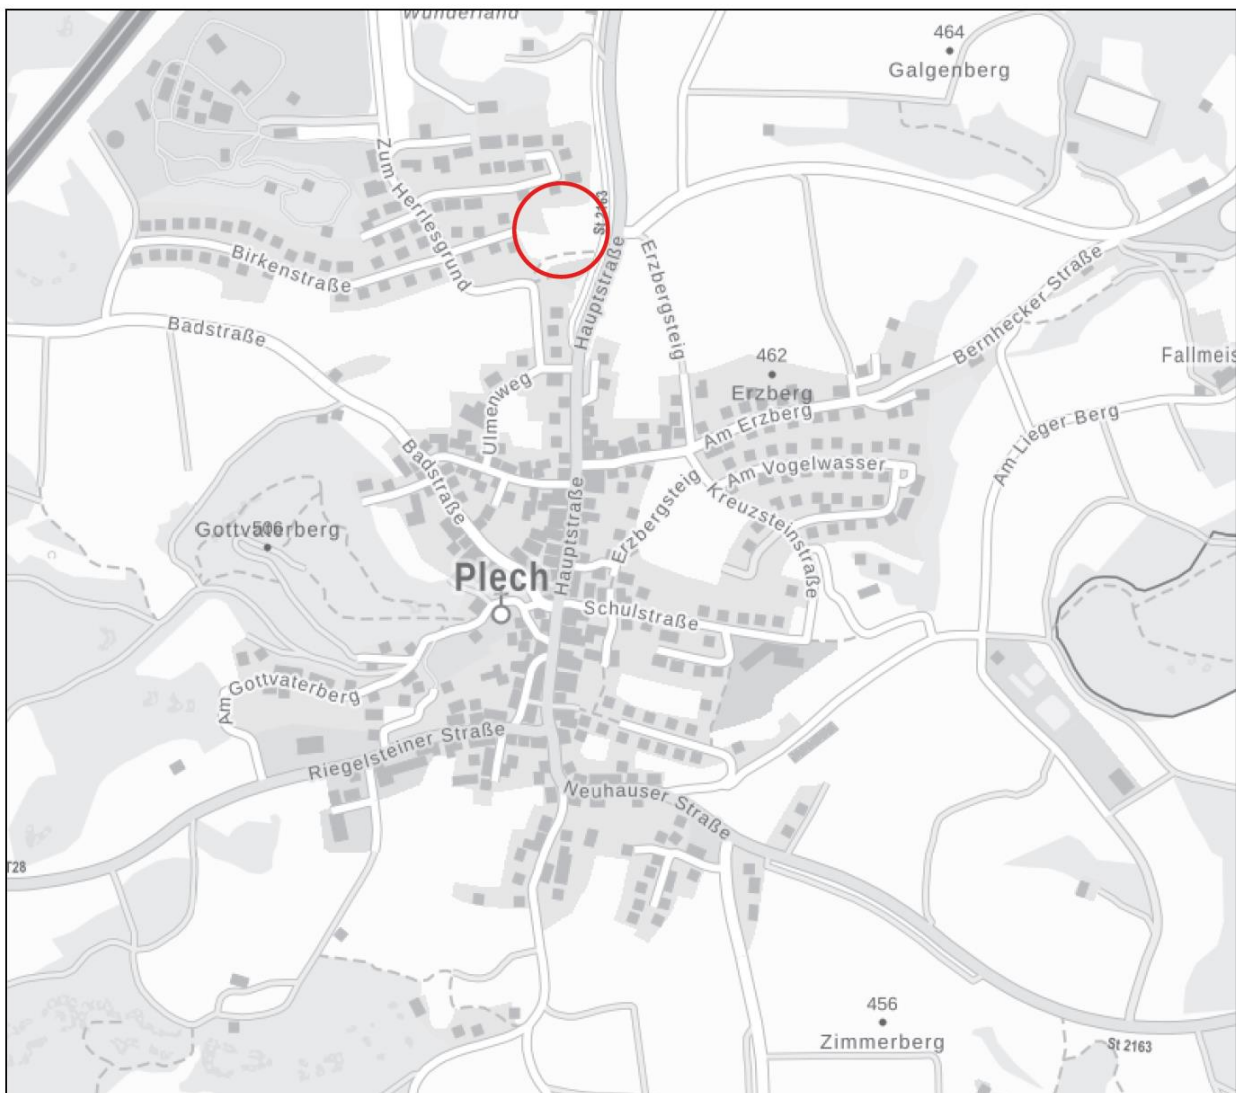 Wunderland
464
Galgenberg
Zum Herrlesgrund
St 2163
Birkenstraße
Hauptstraße
Erzbergsteig
Bernhecker Straße
Badstraße
462
Erzberg
Fallmeis
Ulmenweg
Am Erzberg
Am Lieger Berg
Badstraße
Am Vogelwasser
Erzbergsteig
Kreuzsteinstraße
Hauptstraße
506
Gottvaterberg
Plech
Schulstraße
Am Gottvaterberg
Riegelsteiner Straße
Neuhauser Straße
T28
456
Zimmerberg
St 2163